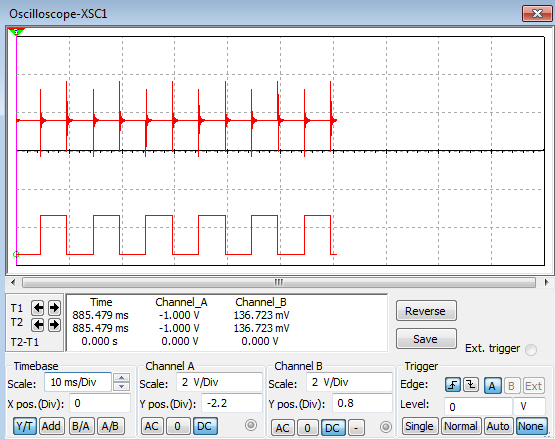 Oscilloscope-XSC1
T1
T2
T2-T1
Time Channel_A Channel_B
885.479 ms -1.000 V 136.723 mV
885.479 ms -1.000 V 136.723 mV
0.000 s 0.000 V 0.000 V
Reverse
Save
Ext. trigger
Timebase
Scale: 10 ms/Div
X pos.(Div): 0
Y/T Add B/A A/B
Channel A
Scale: 2 V/Div
Y pos.(Div): -2.2
AC 0 DC
Channel B
Scale: 2 V/Div
Y pos.(Div): 0.8
AC 0 DC -
Trigger
Edge: A B Ext
Level: 0 V
Single Normal Auto None